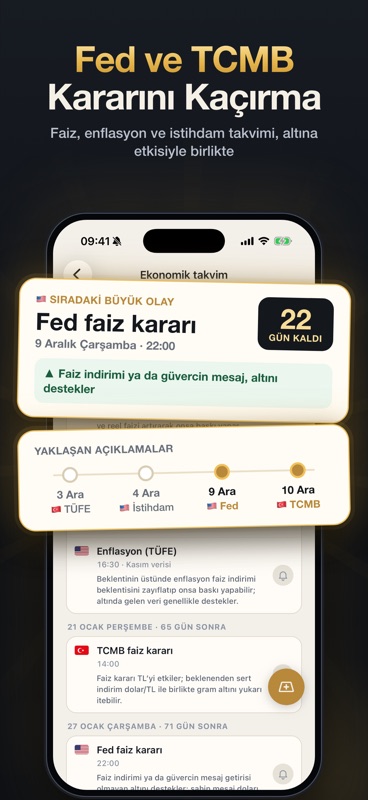 Fed ve TCMB
Kararını Kaçırma
Faiz, enflasyon ve istihdam takvimi, altına
etkisiyle birlikte
09:41
Ekonomik takvim
SIRADAKİ BÜYÜK OLAY
Fed faiz kararı
9 Aralık Çarşamba · 22:00
22
GÜN KALDI
▲ Faiz indirimi ya da güvercin mesaj, altını
destekler
YAKLAŞAN AÇIKLAMALAR
3 Ara
TÜFE
4 Ara
İstihdam
9 Ara
Fed
10 Ara
TCMB
Enflasyon (TÜFE)
16:30 · Kasım verisi
Beklentinin üstünde enflasyon faiz indirimi
beklentisini zayıflatıp onsa baskı yapabilir;
altında gelen veri genellikle destekler.
21 OCAK PERŞEMBE · 65 GÜN SONRA
TCMB faiz kararı
14:00
Faiz kararı TL'yi etkiler; beklenenden sert
indirim dolar/TL ile birlikte gram altını yukarı
itebilir.
27 OCAK ÇARŞAMBA · 71 GÜN SONRA
Fed faiz kararı
22:00
Faiz indirimi ya da güvercin mesaj getirisi
olmayan altını destekler; şahin mesaj dolar